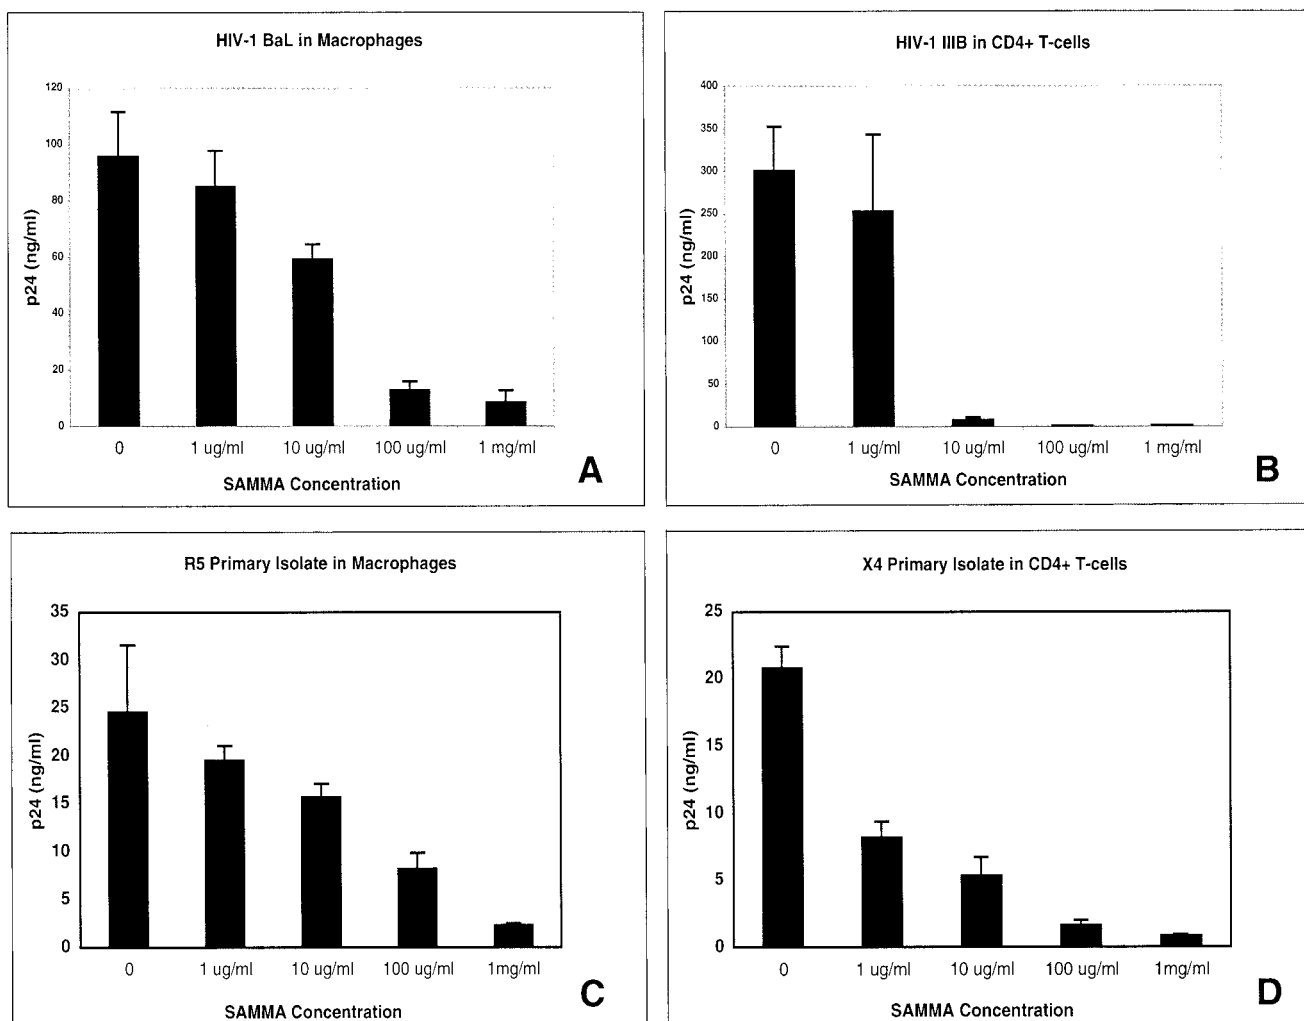 HIV-1 BaL in Macrophages
120
100
80
60
40
20
0
p24 (ng/ml)
0 1 ug/ml 10 ug/ml 100 ug/ml 1 mg/ml
SAMMA Concentration
A
HIV-1 IIIB in CD4+ T-cells
400
350
300
250
200
150
100
50
0
p24 (ng/ml)
0 1 ug/ml 10 ug/ml 100 ug/ml 1 mg/ml
SAMMA Concentration
B
R5 Primary Isolate in Macrophages
35
30
25
20
15
10
5
0
p24 (ng/ml)
0 1 ug/ml 10 ug/ml 100 ug/ml 1mg/ml
SAMMA Concentration
C
X4 Primary Isolate in CD4+ T-cells
25
20
15
10
5
0
p24 (ng/ml)
0 1 ug/ml 10 ug/ml 100 ug/ml 1mg/ml
SAMMA Concentration
D